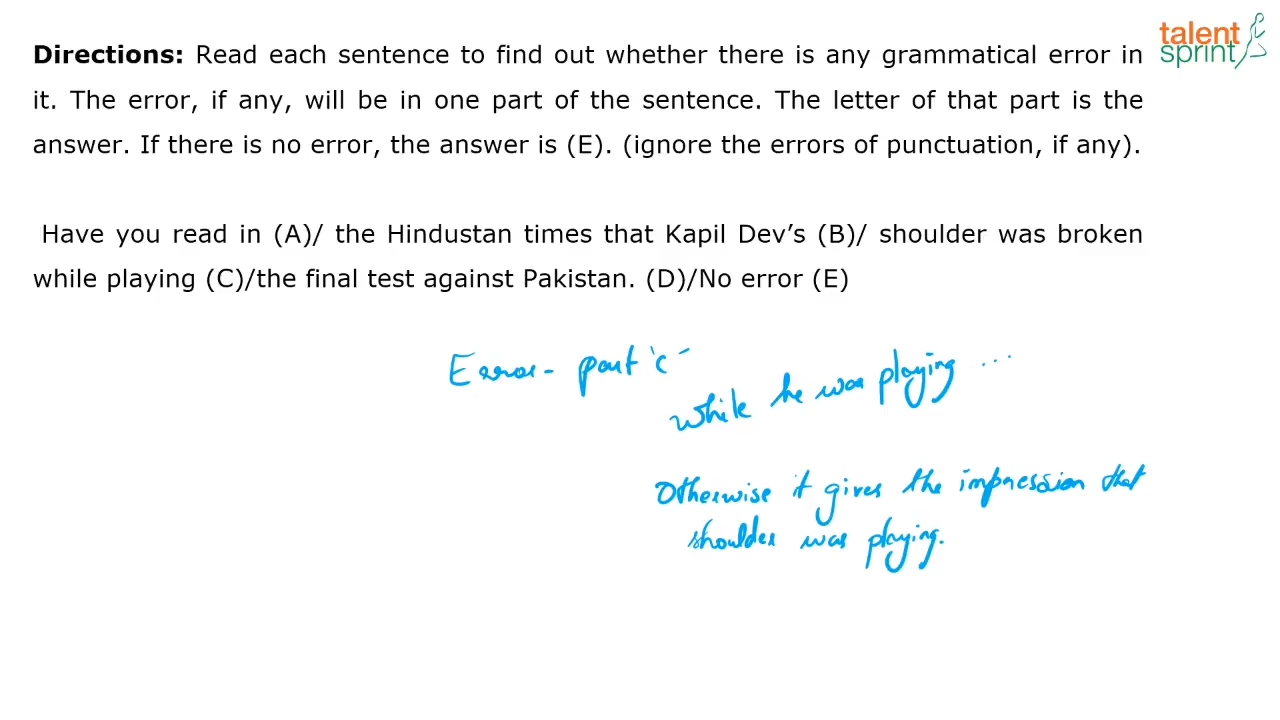 talent
sprint
Directions: Read each sentence to find out whether there is any grammatical error in
it. The error, if any, will be in one part of the sentence. The letter of that part is the
answer. If there is no error, the answer is (E). (ignore the errors of punctuation, if any).
Have you read in (A)/ the Hindustan times that Kapil Dev’s (B)/ shoulder was broken
while playing (C)/the final test against Pakistan. (D)/No error (E)
Error - part 'c'
while he was playing ...
Otherwise it gives the impression that
shoulder was playing.